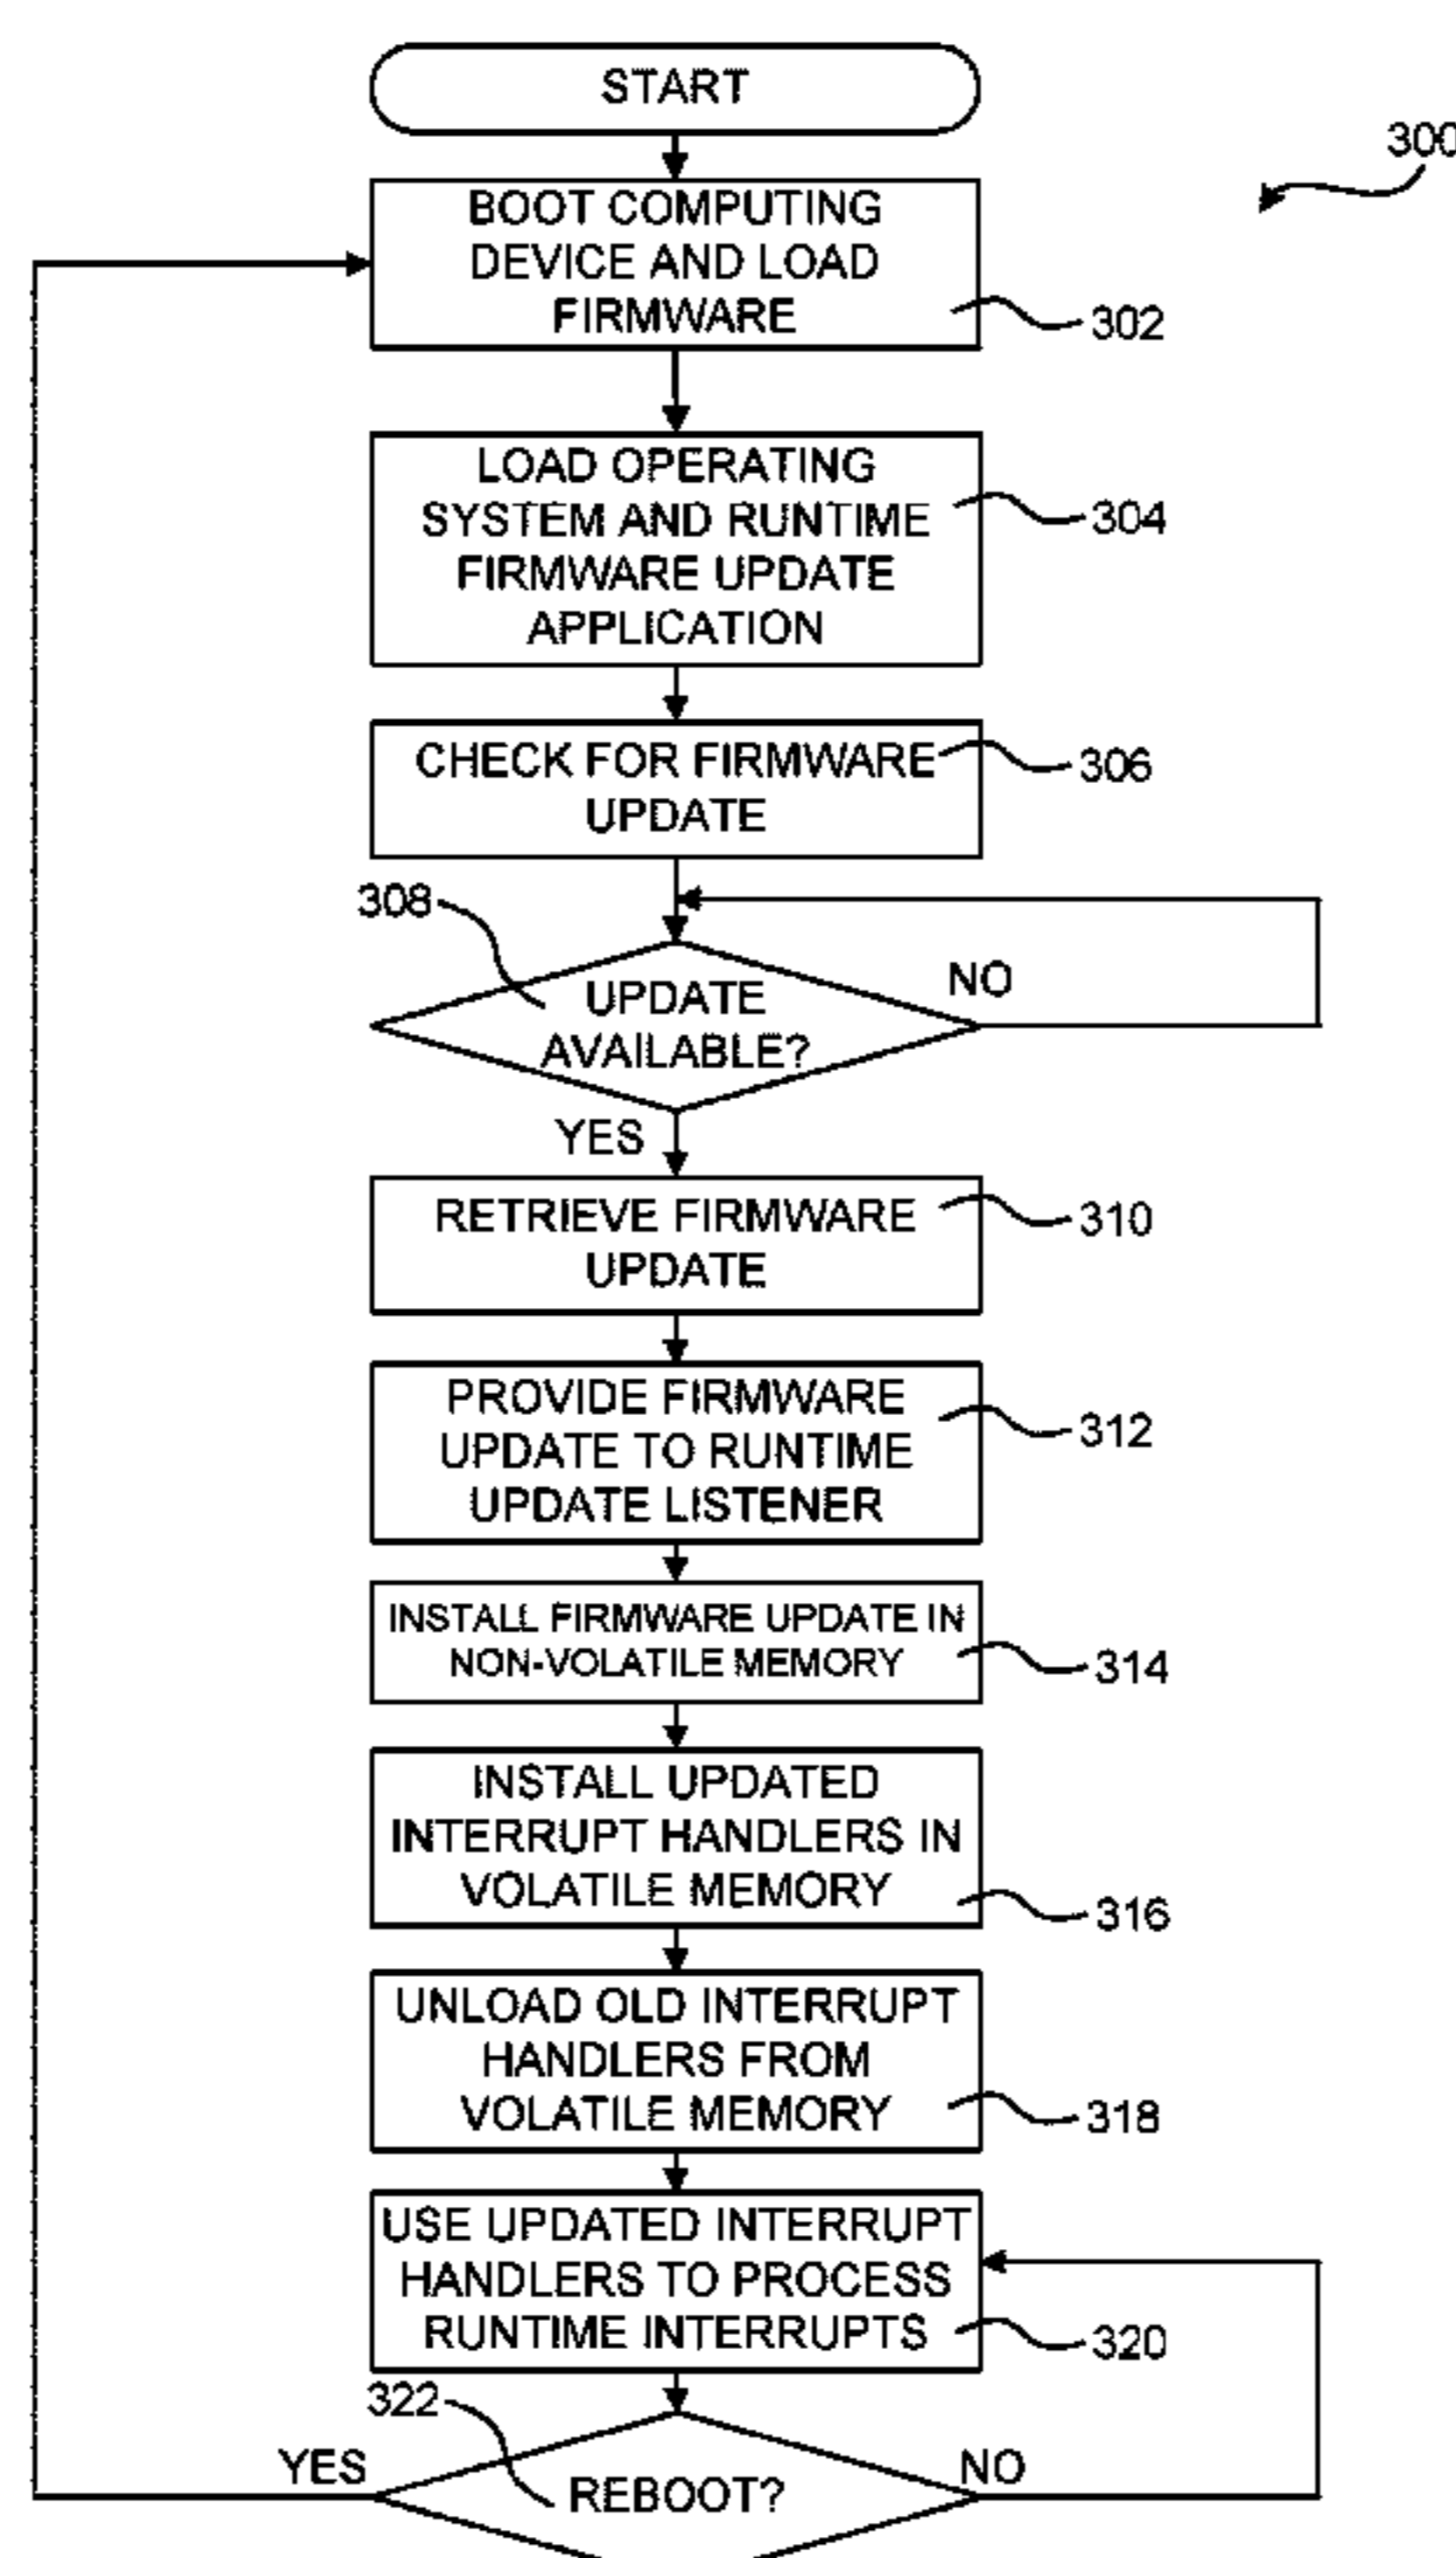 START
300
BOOT COMPUTING
DEVICE AND LOAD
FIRMWARE
302
LOAD OPERATING
SYSTEM AND RUNTIME
FIRMWARE UPDATE
APPLICATION
304
CHECK FOR FIRMWARE
UPDATE
306
308
UPDATE
AVAILABLE?
NO
YES
RETRIEVE FIRMWARE
UPDATE
310
PROVIDE FIRMWARE
UPDATE TO RUNTIME
UPDATE LISTENER
312
INSTALL FIRMWARE UPDATE IN
NON-VOLATILE MEMORY
314
INSTALL UPDATED
INTERRUPT HANDLERS IN
VOLATILE MEMORY
316
UNLOAD OLD INTERRUPT
HANDLERS FROM
VOLATILE MEMORY
318
USE UPDATED INTERRUPT
HANDLERS TO PROCESS
RUNTIME INTERRUPTS
320
322
YES
REBOOT?
NO